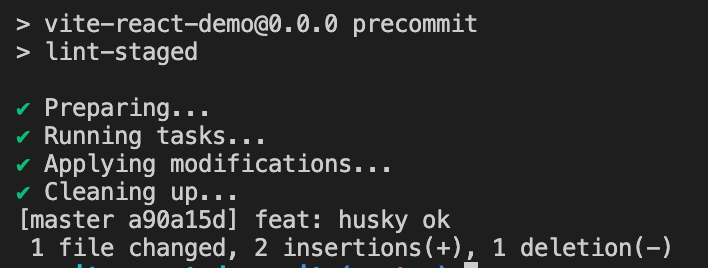 > vite-react-demo@0.0.0 precommit
> lint-staged
✔ Preparing...
✔ Running tasks...
✔ Applying modifications...
✔ Cleaning up...
[master a90a15d] feat: husky ok
1 file changed, 2 insertions(+), 1 deletion(-)